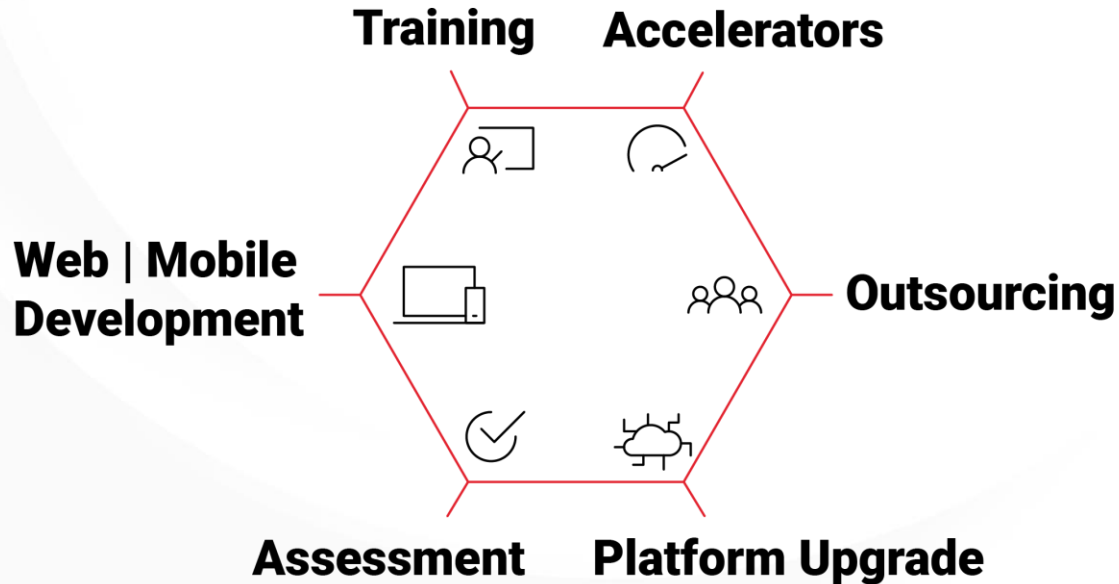 Training
Accelerators
Web | Mobile
Development
Outsourcing
Assessment
Platform Upgrade